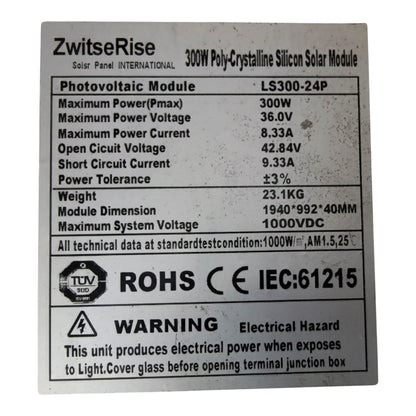 ZwitseRise
Solsr Panel INTERNATIONAL
300W Poly-Crystalline Silicon Solar Module
Photovoltaic Module LS300-24P
Maximum Power(Pmax) 300W
Maximum Power Voltage 36.0V
Maximum Power Current 8.33A
Open Circuit Voltage 42.84V
Short Circuit Current 9.33A
Power Tolerance ±3%
Weight 23.1KG
Module Dimension 1940*992*40MM
Maximum System Voltage 1000VDC
All technical data at standardtestcondition:1000W/㎡,AM1.5,25℃
TÜV
SÜD
ROHS CE IEC:61215
WARNING Electrical Hazard
This unit produces electrical power when exposes
to Light.Cover glass before opening terminal junction box